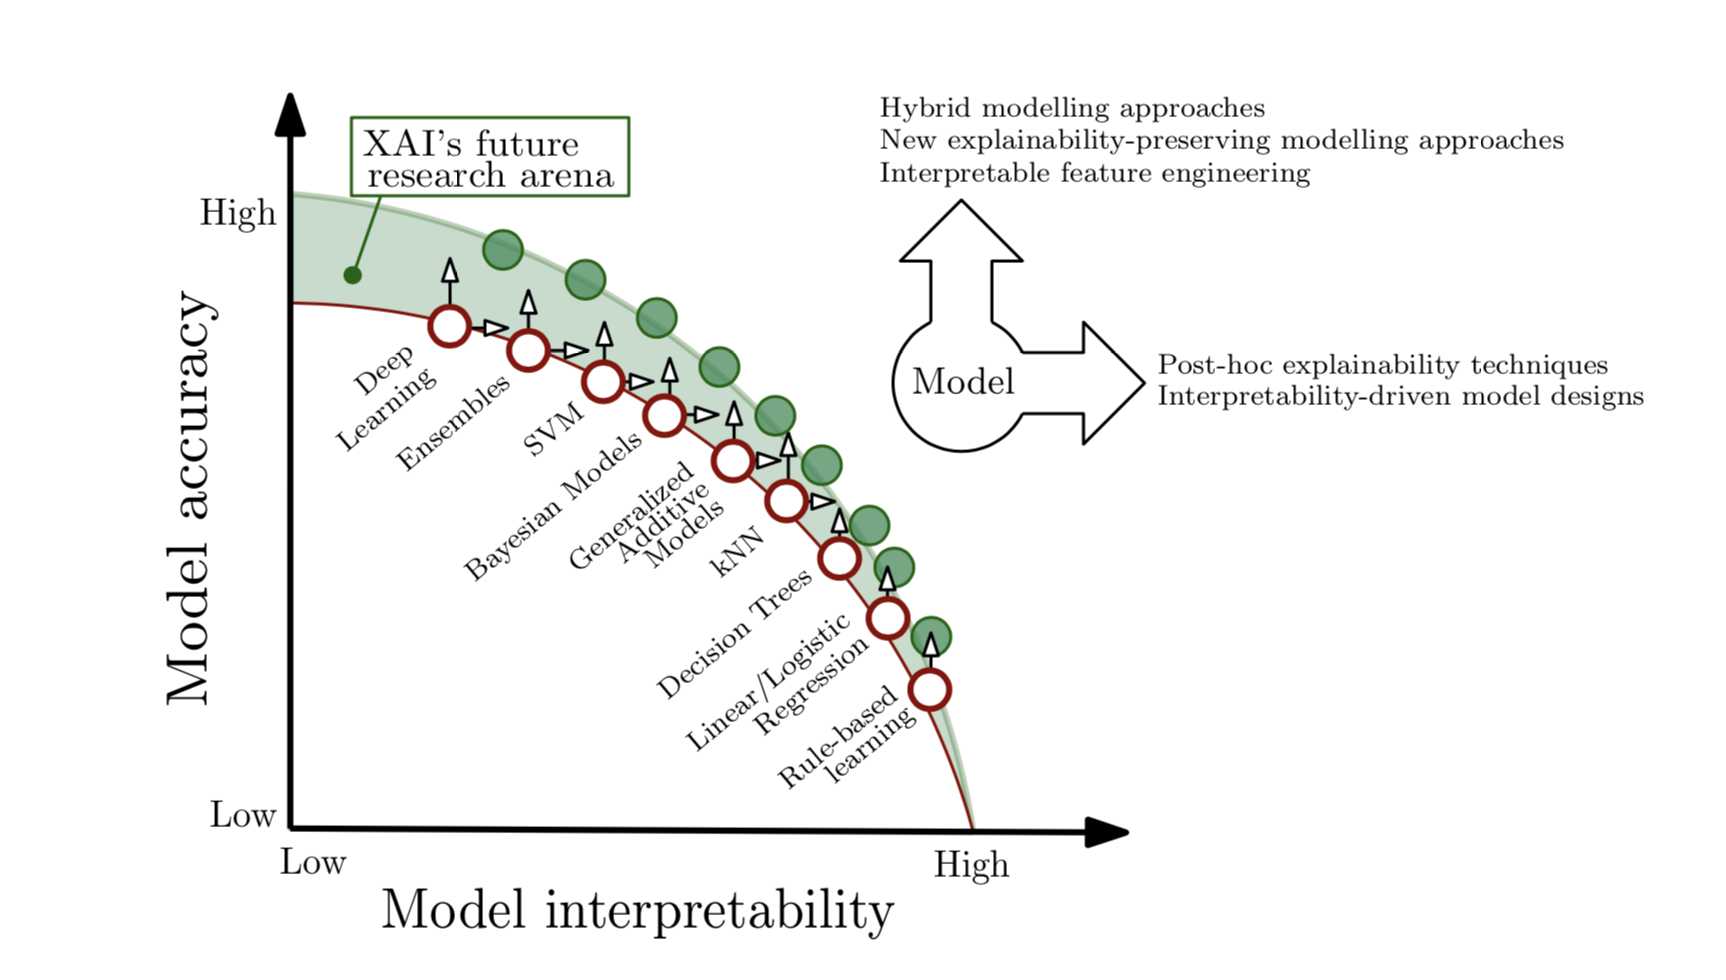 XAI's future
research arena
High
Low
Low
High
Model accuracy
Model interpretability
Deep
Learning
Ensembles
SVM
Bayesian Models
Generalized
Additive
Models
kNN
Decision Trees
Linear/Logistic
Regression
Rule-based
learning
Hybrid modelling approaches
New explainability-preserving modelling approaches
Interpretable feature engineering
Model
Post-hoc explainability techniques
Interpretability-driven model designs